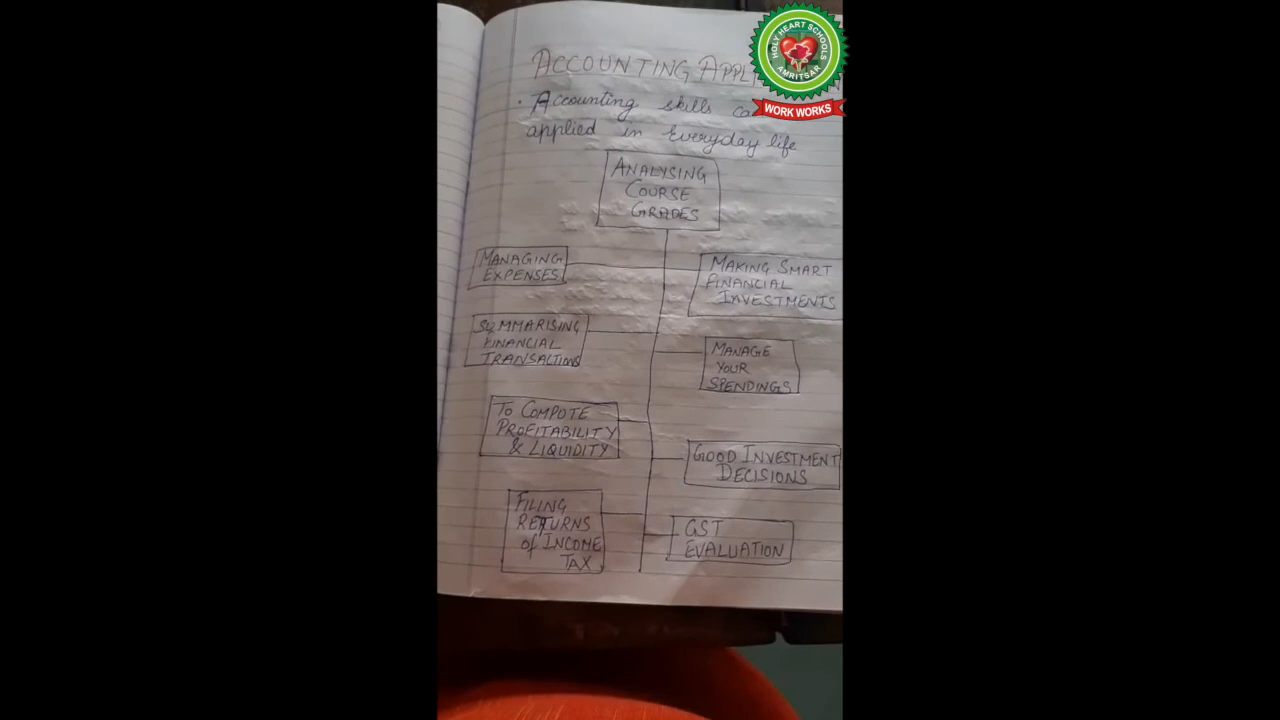 ACCOUNTING APPL
• Accounting skills ca
applied in Everyday life
ANALYSING
COURSE
GRADES
MANAGING
EXPENSES
MAKING SMART
FINANCIAL
INVESTMENTS
SUMMARISING
FINANCIAL
TRANSACTIONS
MANAGE
YOUR
SPENDINGS
TO COMPUTE
PROFITABILITY
& LIQUIDITY
GOOD INVESTMENT
DECISIONS
FILING
RETURNS
of INCOME
TAX
GST
EVALUATION
HOLY HEART SCHOOLS
AMRITSAR
WORK WORKS